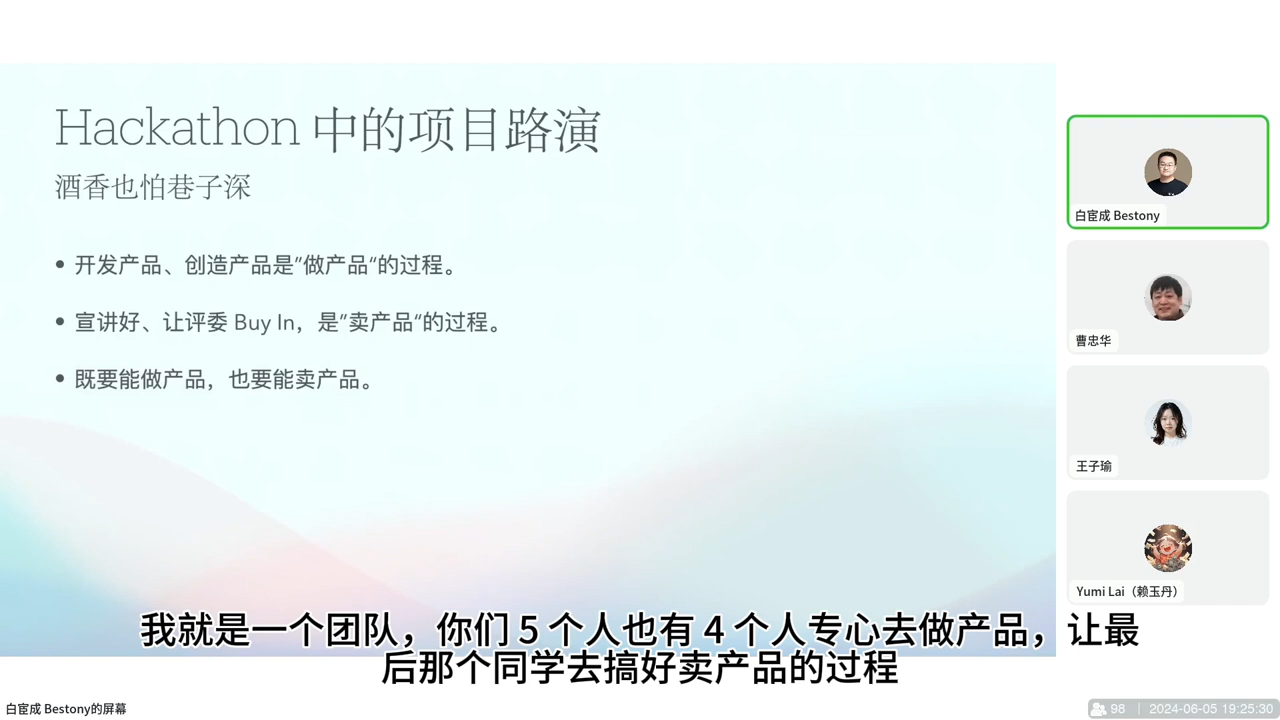 Hackathon 中的项目路演
酒香也怕巷子深
• 开发产品、创造产品是”做产品“的过程。
• 宣讲好、让评委 Buy In，是”卖产品“的过程。
• 既要能做产品，也要能卖产品。
白宦成 Bestony
曹忠华
王子瑜
Yumi Lai（赖玉丹）
我就是一个团队，你们 5 个人也有 4 个人专心去做产品，让最
后那个同学去搞好卖产品的过程
白宦成 Bestony的屏幕
98 | 2024-06-05 19:25:30